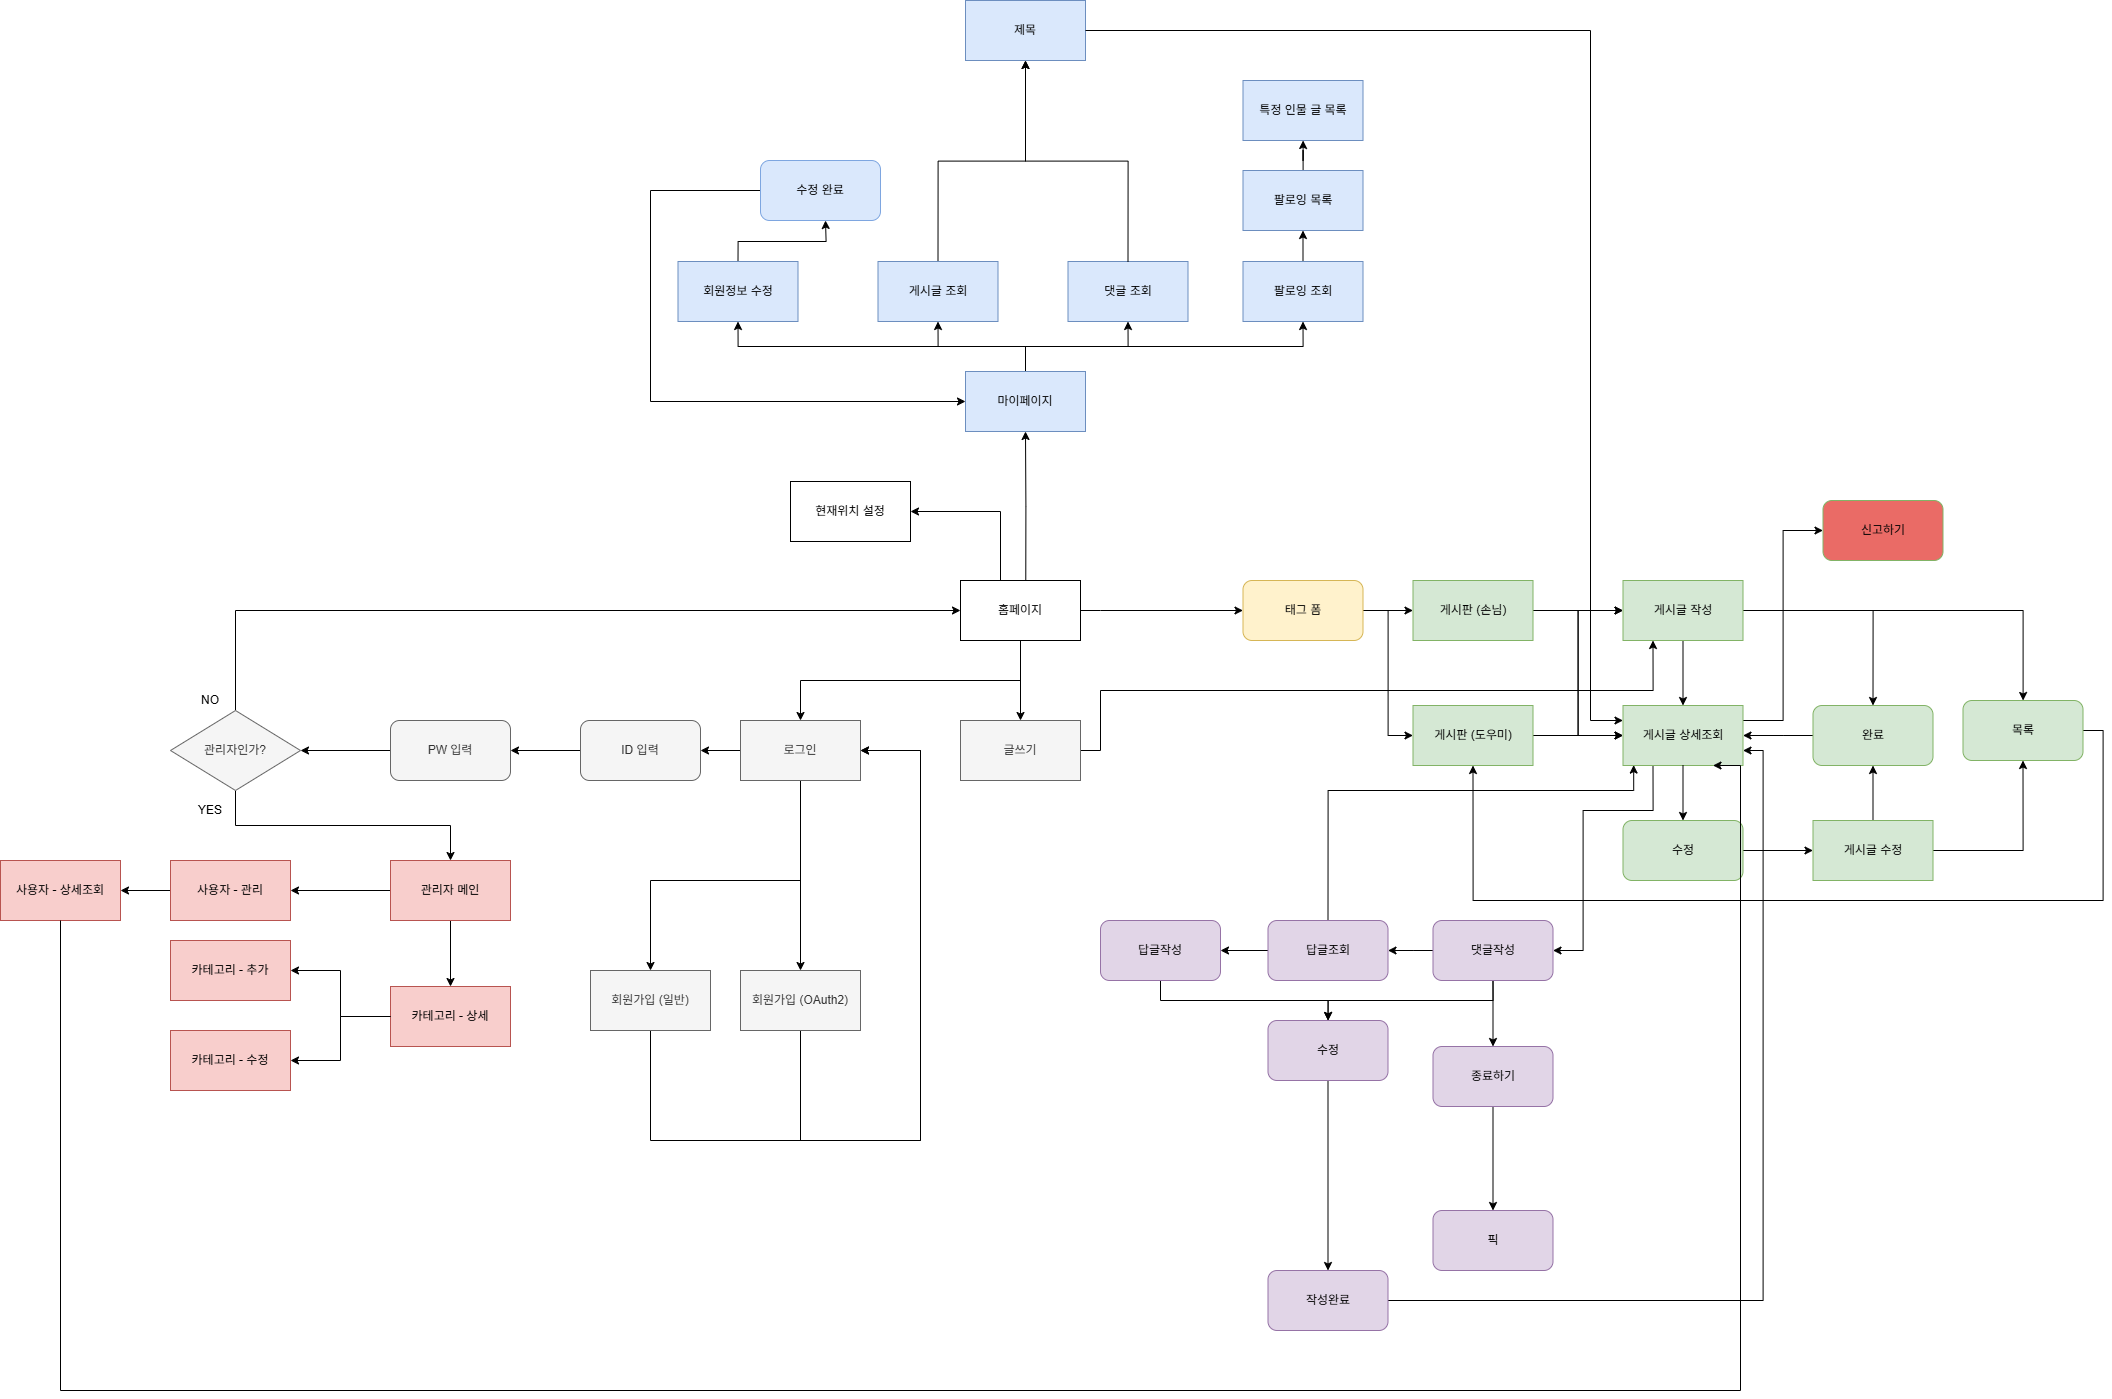 제목
특정 인물 글 목록
수정 완료
팔로잉 목록
회원정보 수정
게시글 조회
댓글 조회
팔로잉 조회
마이페이지
현재위치 설정
신고하기
홈페이지
태그 폼
게시판 (손님)
게시글 작성
NO
관리자인가?
PW 입력
ID 입력
로그인
글쓰기
게시판 (도우미)
게시글 상세조회
완료
목록
YES
수정
게시글 수정
사용자 - 상세조회
사용자 - 관리
관리자 메인
답글작성
답글조회
댓글작성
카테고리 - 추가
카테고리 - 상세
회원가입 (일반)
회원가입 (OAuth2)
카테고리 - 수정
수정
종료하기
픽
작성완료